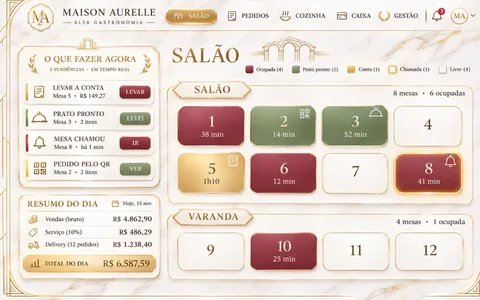 MA
MAISON AURELLE
ALTA GASTRONOMIA
SALÃO
PEDIDOS
COZINHA
CAIXA
GESTÃO
3
MA
O QUE FAZER AGORA
5 PENDÊNCIAS · EM TEMPO REAL
LEVAR A CONTA
Mesa 5 • R$ 149,27
LEVAR
PRATO PRONTO
Mesa 3 • 2 itens
LEVEI
MESA CHAMOU
Mesa 8 • há 1 min
IR
PEDIDO PELO QR
Mesa 2 • 2 itens
VER
RESUMO DO DIA
Hoje, 15 nov
Vendas (bruto) R$ 4.862,90
Serviço (10%) R$ 486,29
Delivery (12 pedidos) R$ 1.238,40
TOTAL DO DIA R$ 6.587,59
SALÃO
Ocupada (4)
Prato pronto (2)
Conta (1)
Chamou (1)
Livre (4)
SALÃO
8 mesas • 6 ocupadas
1
38 min
2
14 min
3
52 min
4
5
1h10
6
12 min
7
8
41 min
VARANDA
4 mesas • 1 ocupada
9
10
25 min
11
12